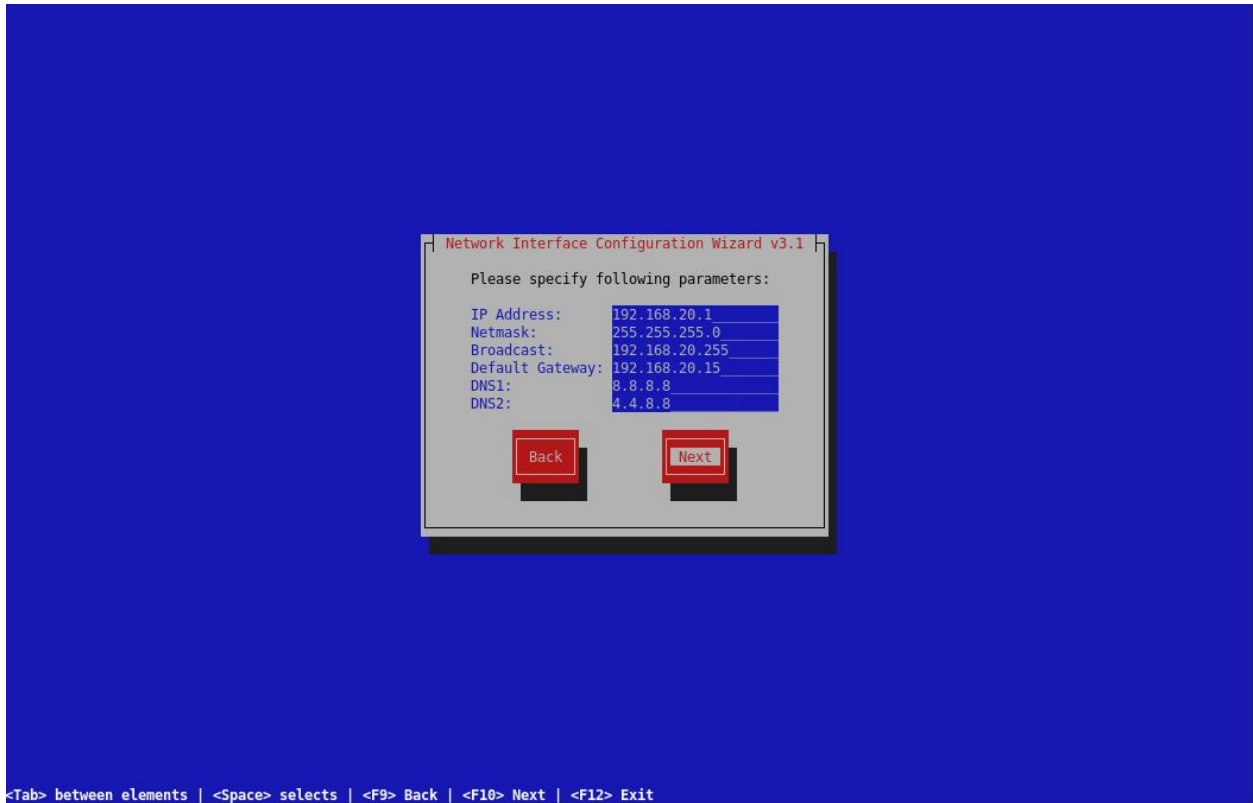 Network Interface Configuration Wizard v3.1
Please specify following parameters:
IP Address: 192.168.20.1
Netmask: 255.255.255.0
Broadcast: 192.168.20.255
Default Gateway: 192.168.20.15
DNS1: 8.8.8.8
DNS2: 4.4.8.8
Back Next
<Tab> between elements | <Space> selects | <F9> Back | <F10> Next | <F12> Exit